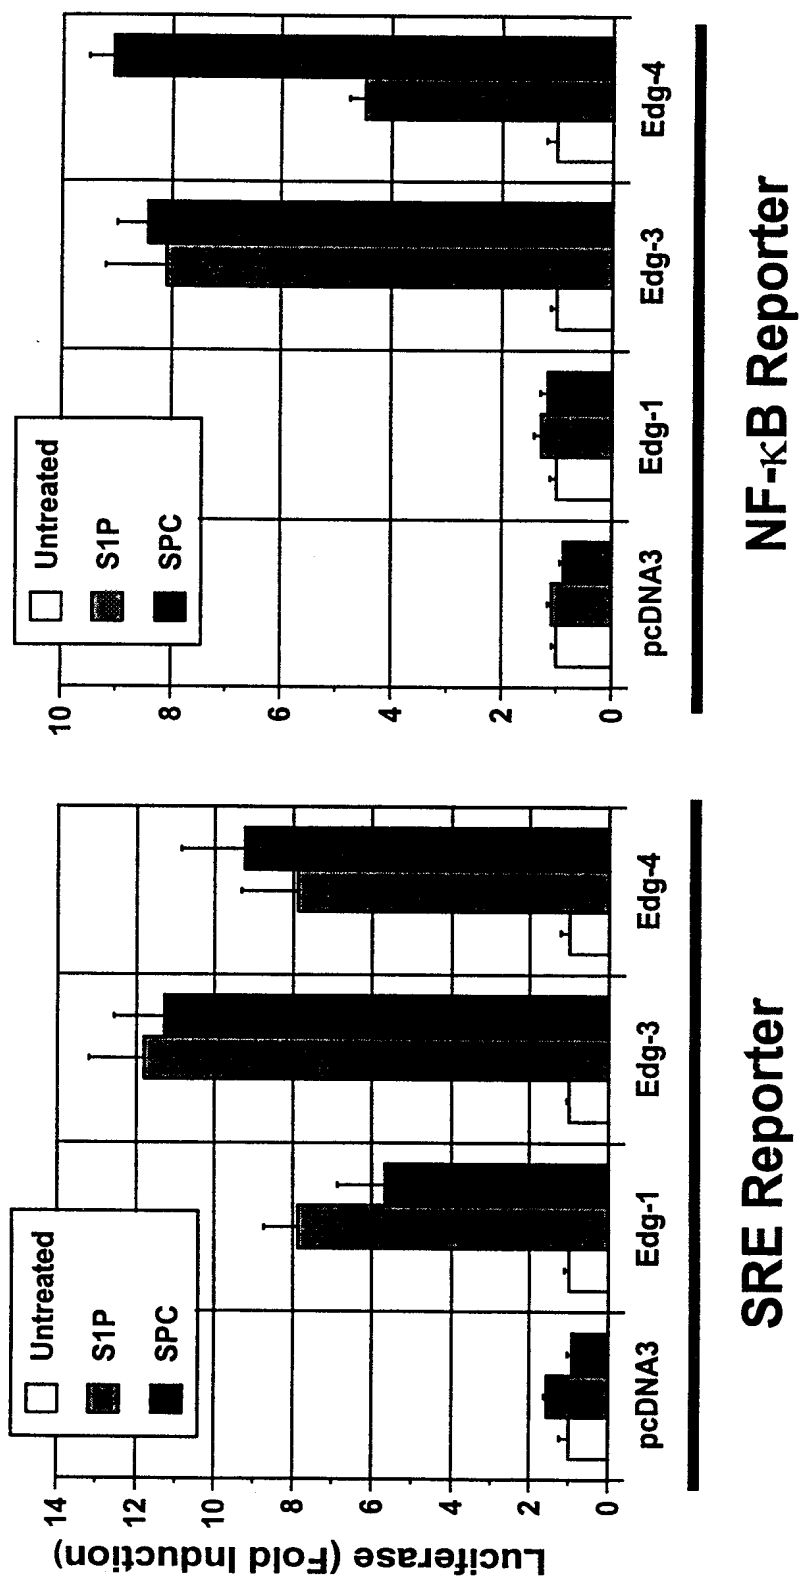 Luciferase (Fold Induction)
14
12
10
8
6
4
2
0
Untreated
S1P
SPC
pcDNA3
Edg-1
Edg-3
Edg-4
SRE Reporter
10
8
6
4
2
0
Untreated
S1P
SPC
pcDNA3
Edg-1
Edg-3
Edg-4
NF-κB Reporter